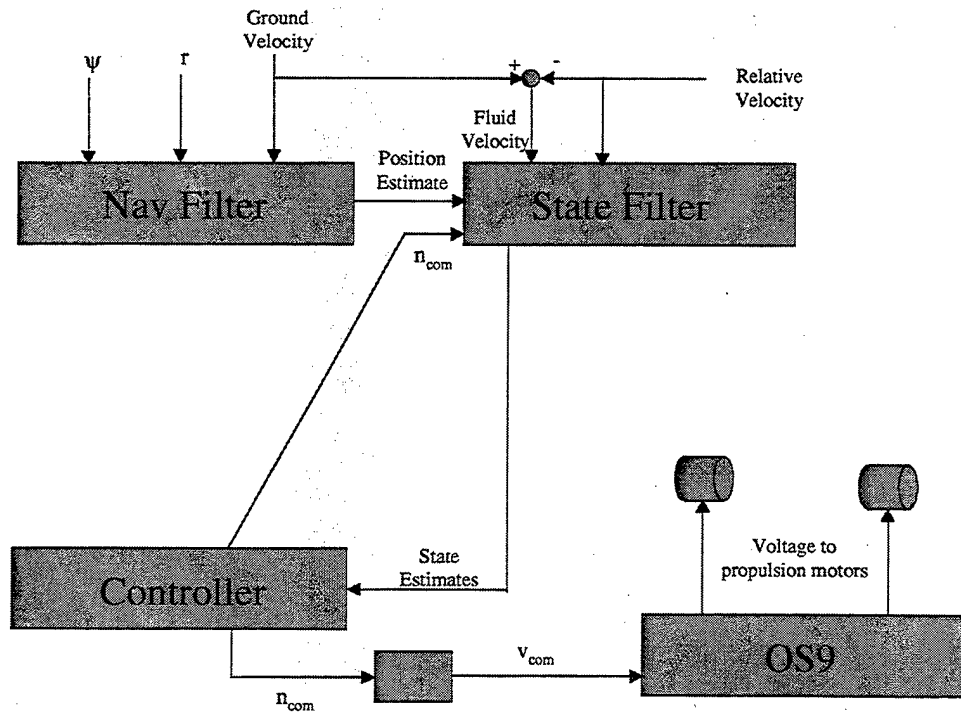 Ground
Velocity
ψ
r
+
-
Relative
Velocity
Fluid
Velocity
Position
Estimate
Nav Filter
State Filter
n_com
State
Estimates
Controller
Voltage to
propulsion motors
OS9
n_com
v_com